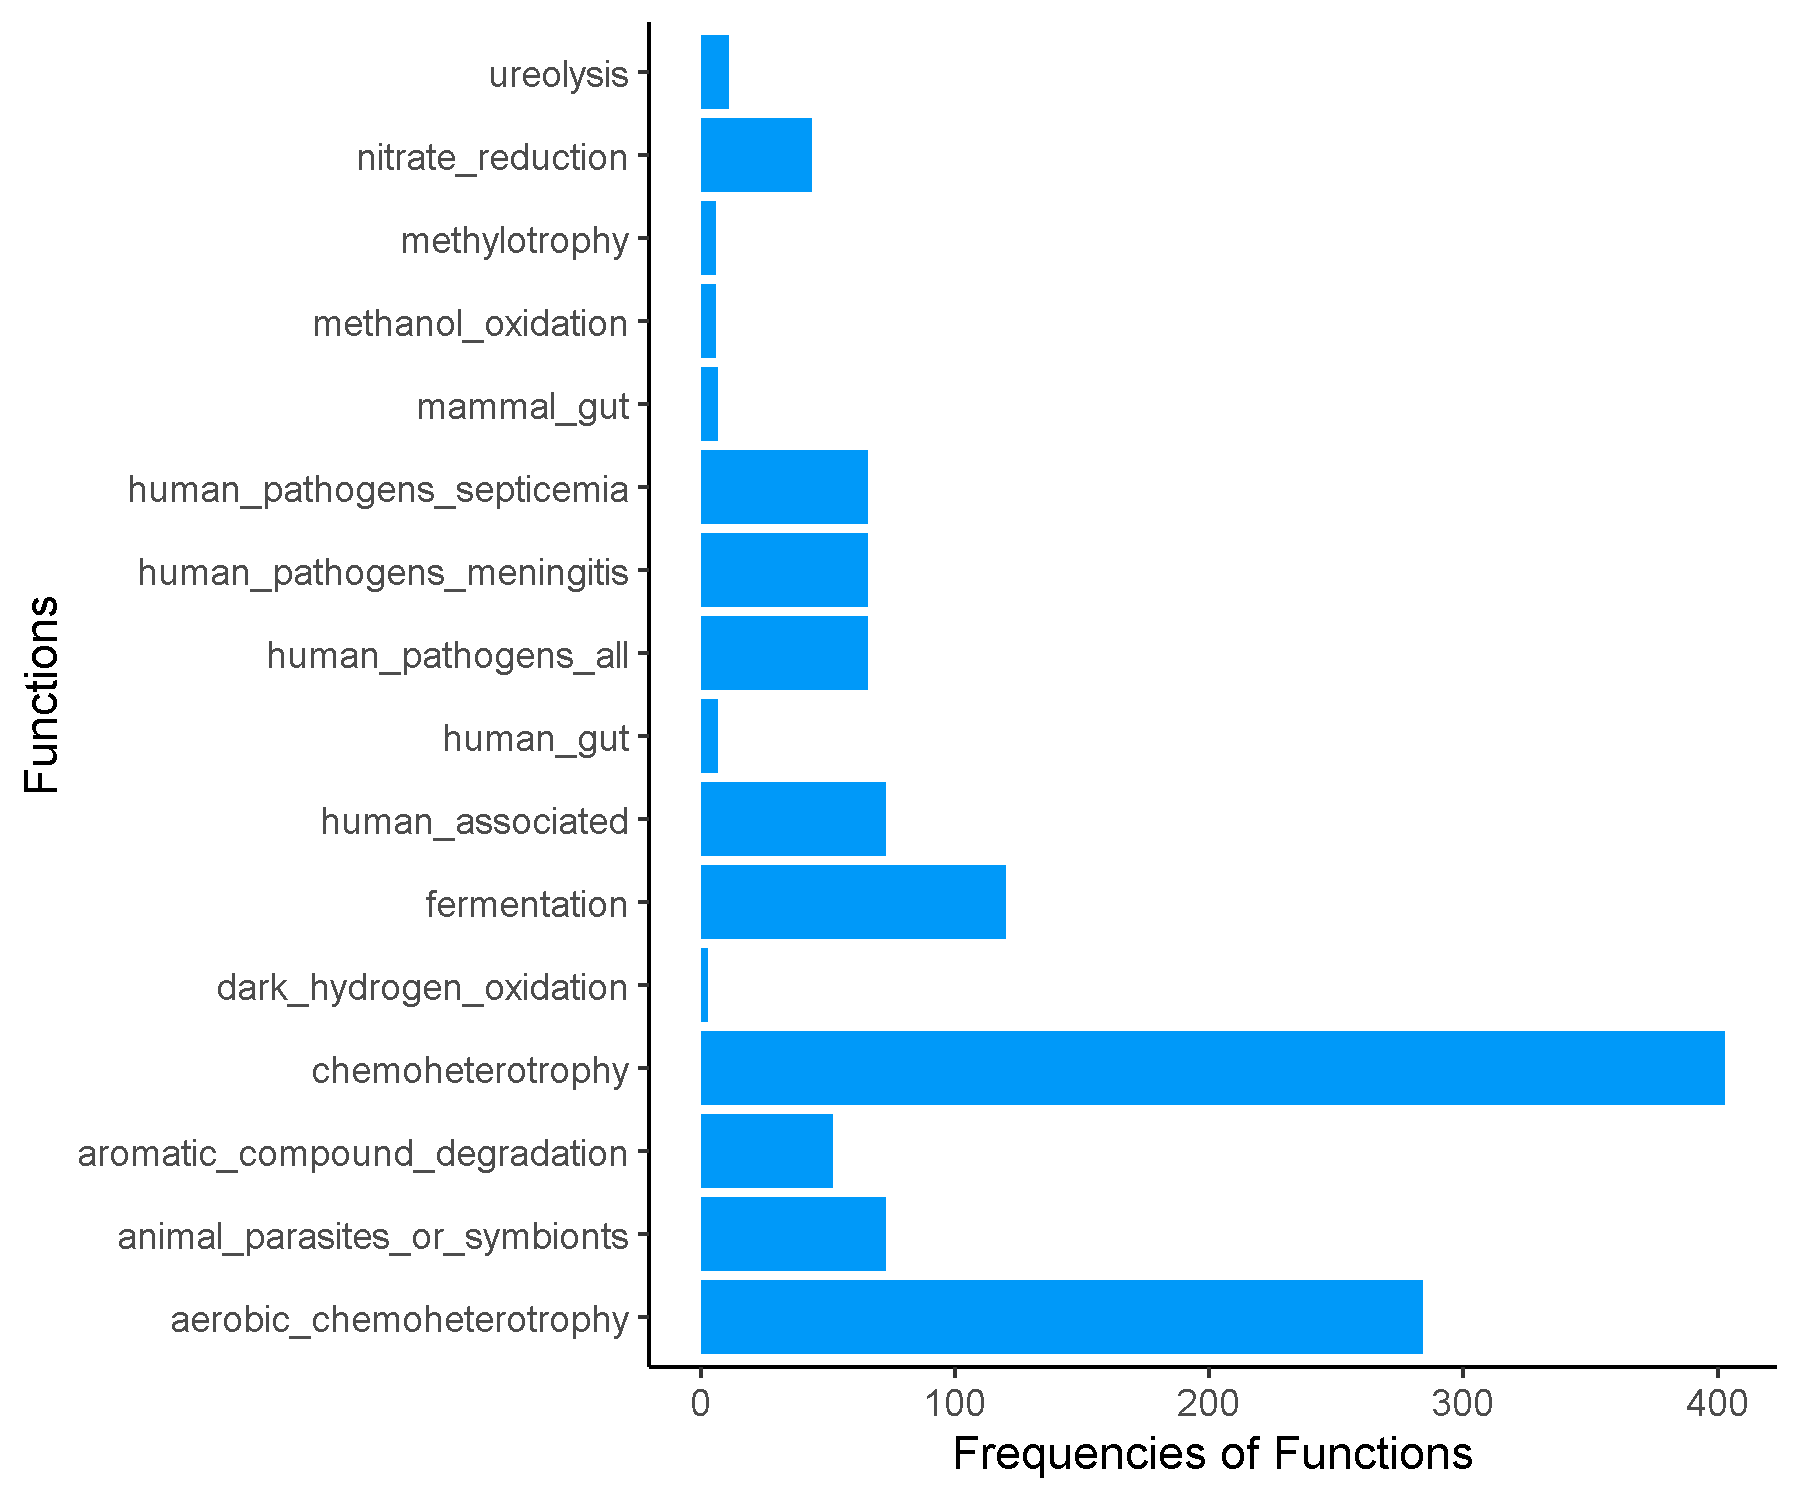 ureolysis
nitrate_reduction
methylotrophy
methanol_oxidation
mammal_gut
human_pathogens_septicemia
human_pathogens_meningitis
human_pathogens_all
human_gut
human_associated
fermentation
dark_hydrogen_oxidation
chemoheterotrophy
aromatic_compound_degradation
animal_parasites_or_symbionts
aerobic_chemoheterotrophy
Functions
0 100 200 300 400
Frequencies of Functions